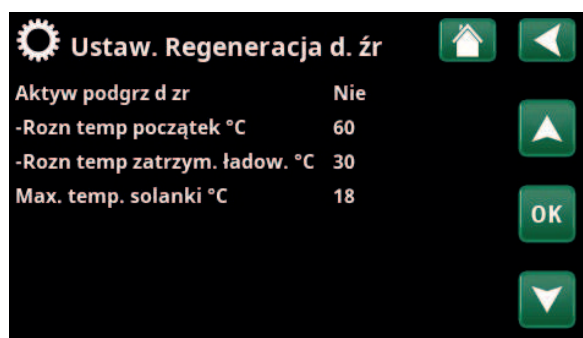 Ustaw. Regeneracja d. źr
Aktyw podgrz d zr Nie
-Rozn temp początek °C 60
-Rozn temp zatrzym. ładow. °C 30
Max. temp. solanki °C 18
OK